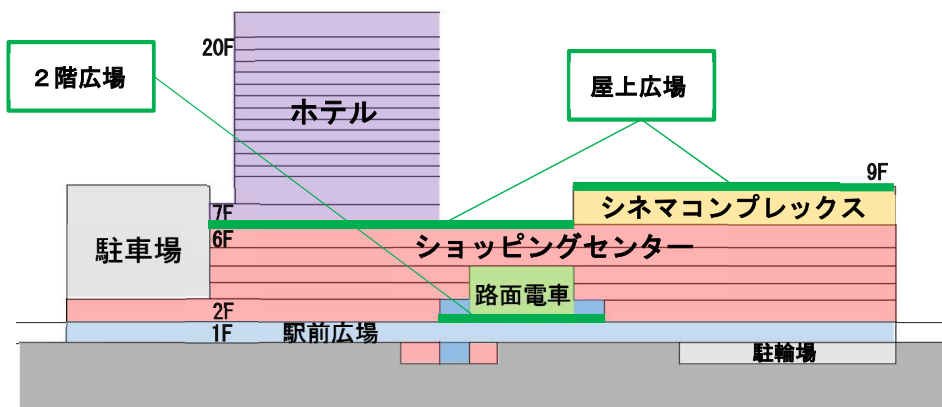 20F
２階広場
屋上広場
ホテル
9F
シネマコンプレックス
7F
6F
ショッピングセンター
駐車場
路面電車
2F
1F
駅前広場
駐輪場